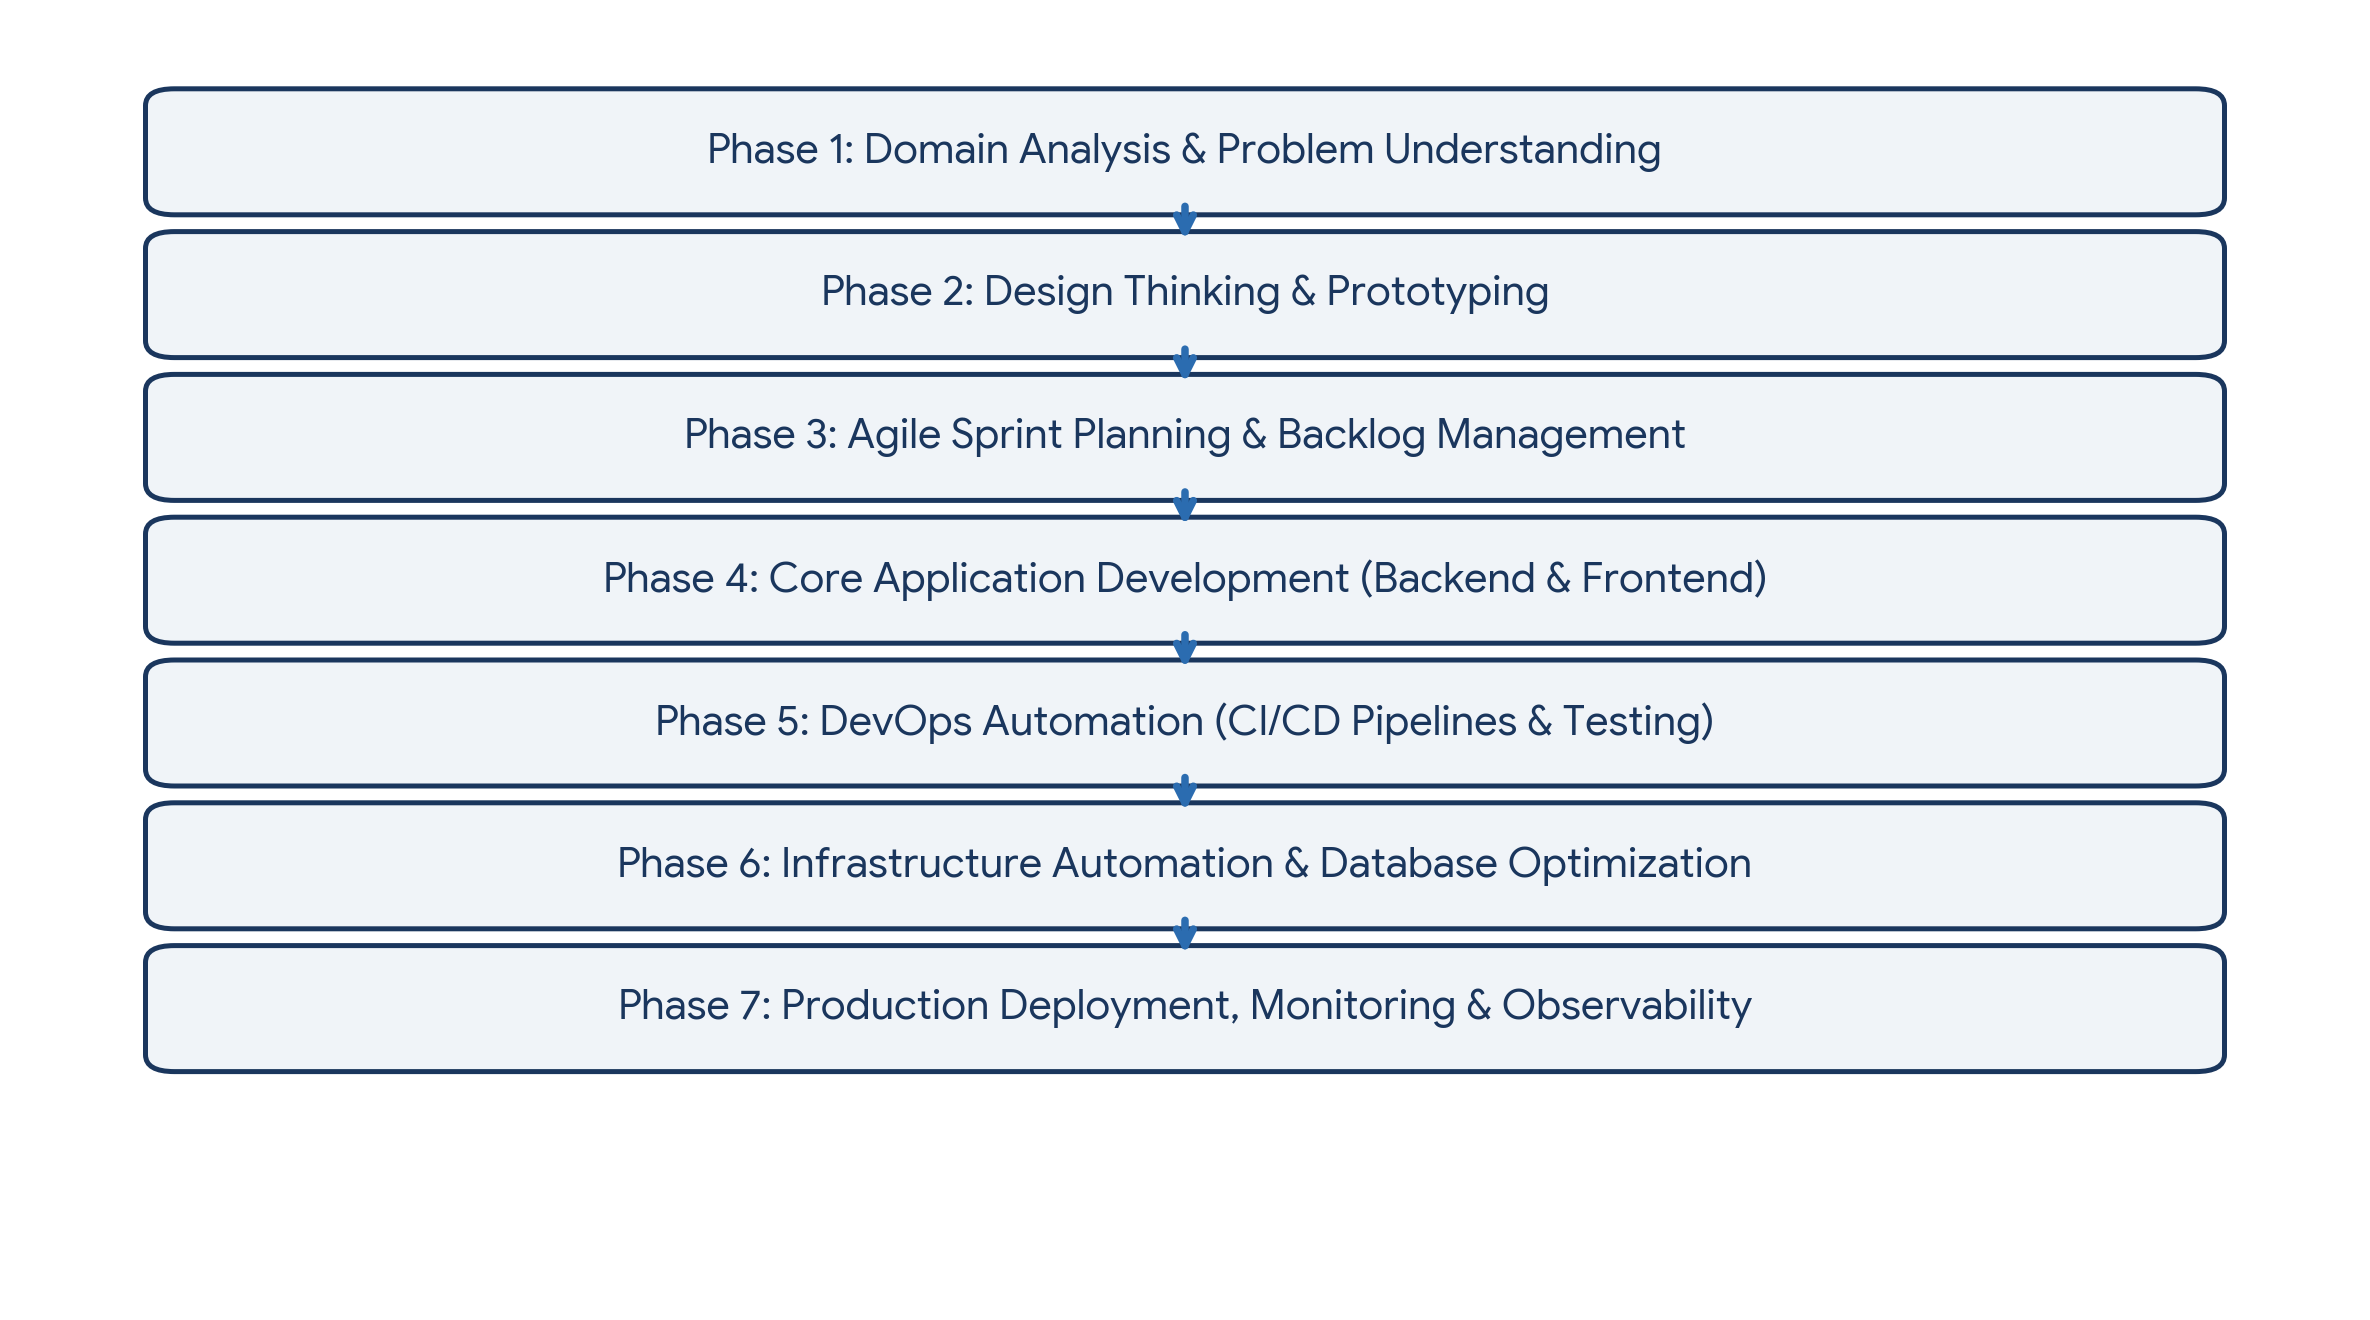 Phase 1: Domain Analysis & Problem Understanding
Phase 2: Design Thinking & Prototyping
Phase 3: Agile Sprint Planning & Backlog Management
Phase 4: Core Application Development (Backend & Frontend)
Phase 5: DevOps Automation (CI/CD Pipelines & Testing)
Phase 6: Infrastructure Automation & Database Optimization
Phase 7: Production Deployment, Monitoring & Observability